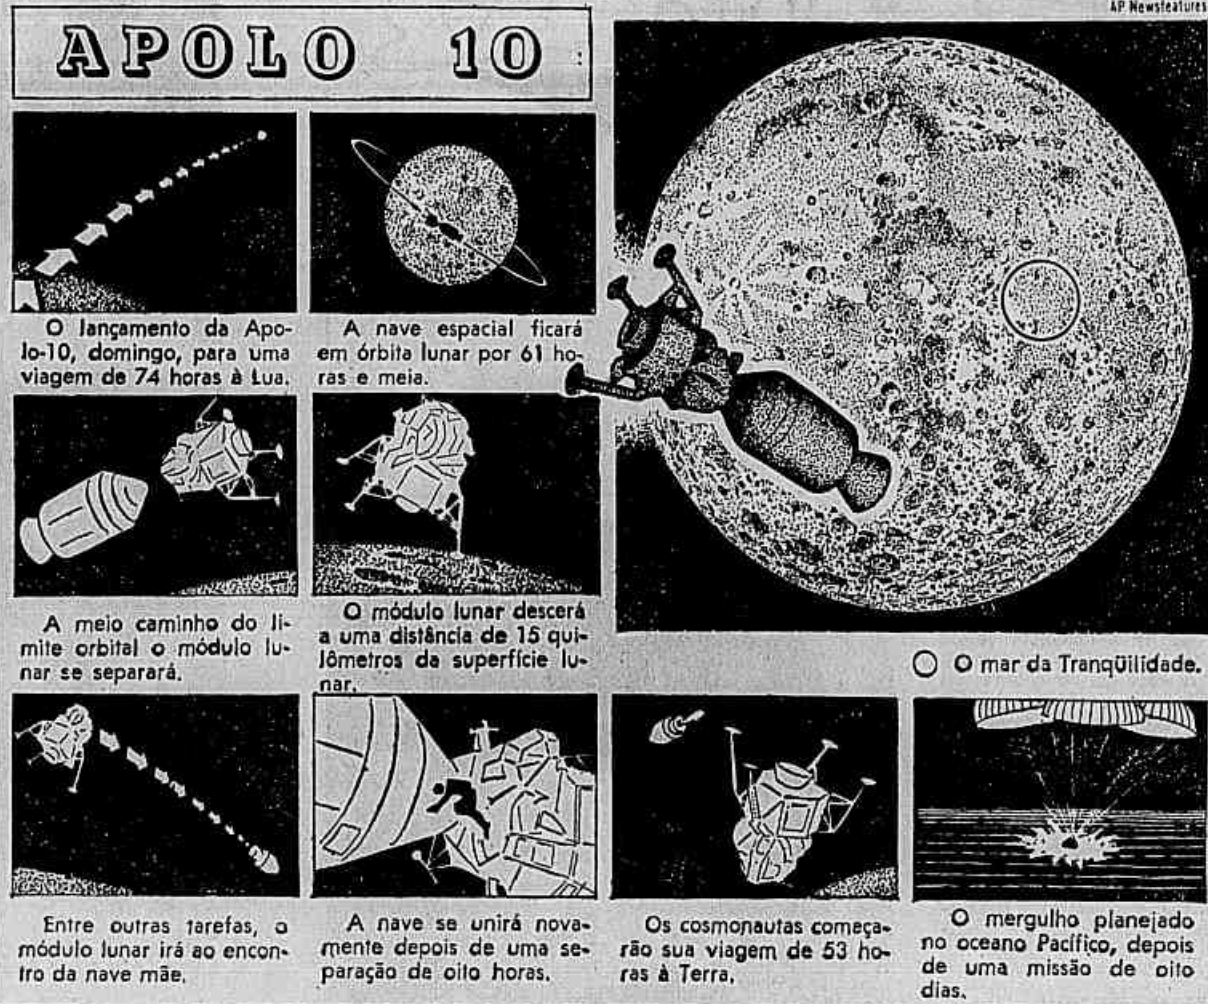 AP Newsfeatures
APOLO 10
O lançamento da Apo-
lo-10, domingo, para uma
viagem de 74 horas à Lua.
A nave espacial ficará
em órbita lunar por 61 ho-
ras e meia.
A meio caminho do li-
mite orbital o módulo lu-
nar se separará.
O módulo lunar descerá
a uma distância de 15 qui-
lômetros da superfície lu-
nar.
O mar da Tranqüilidade.
Entre outras tarefas, o
módulo lunar irá ao encon-
tro da nave mãe.
A nave se unirá nova-
mente depois de uma se-
paração de oito horas.
Os cosmonautas começa-
rão sua viagem de 53 ho-
ras à Terra.
O mergulho planejado
no oceano Pacífico, depois
de uma missão de oito
dias.